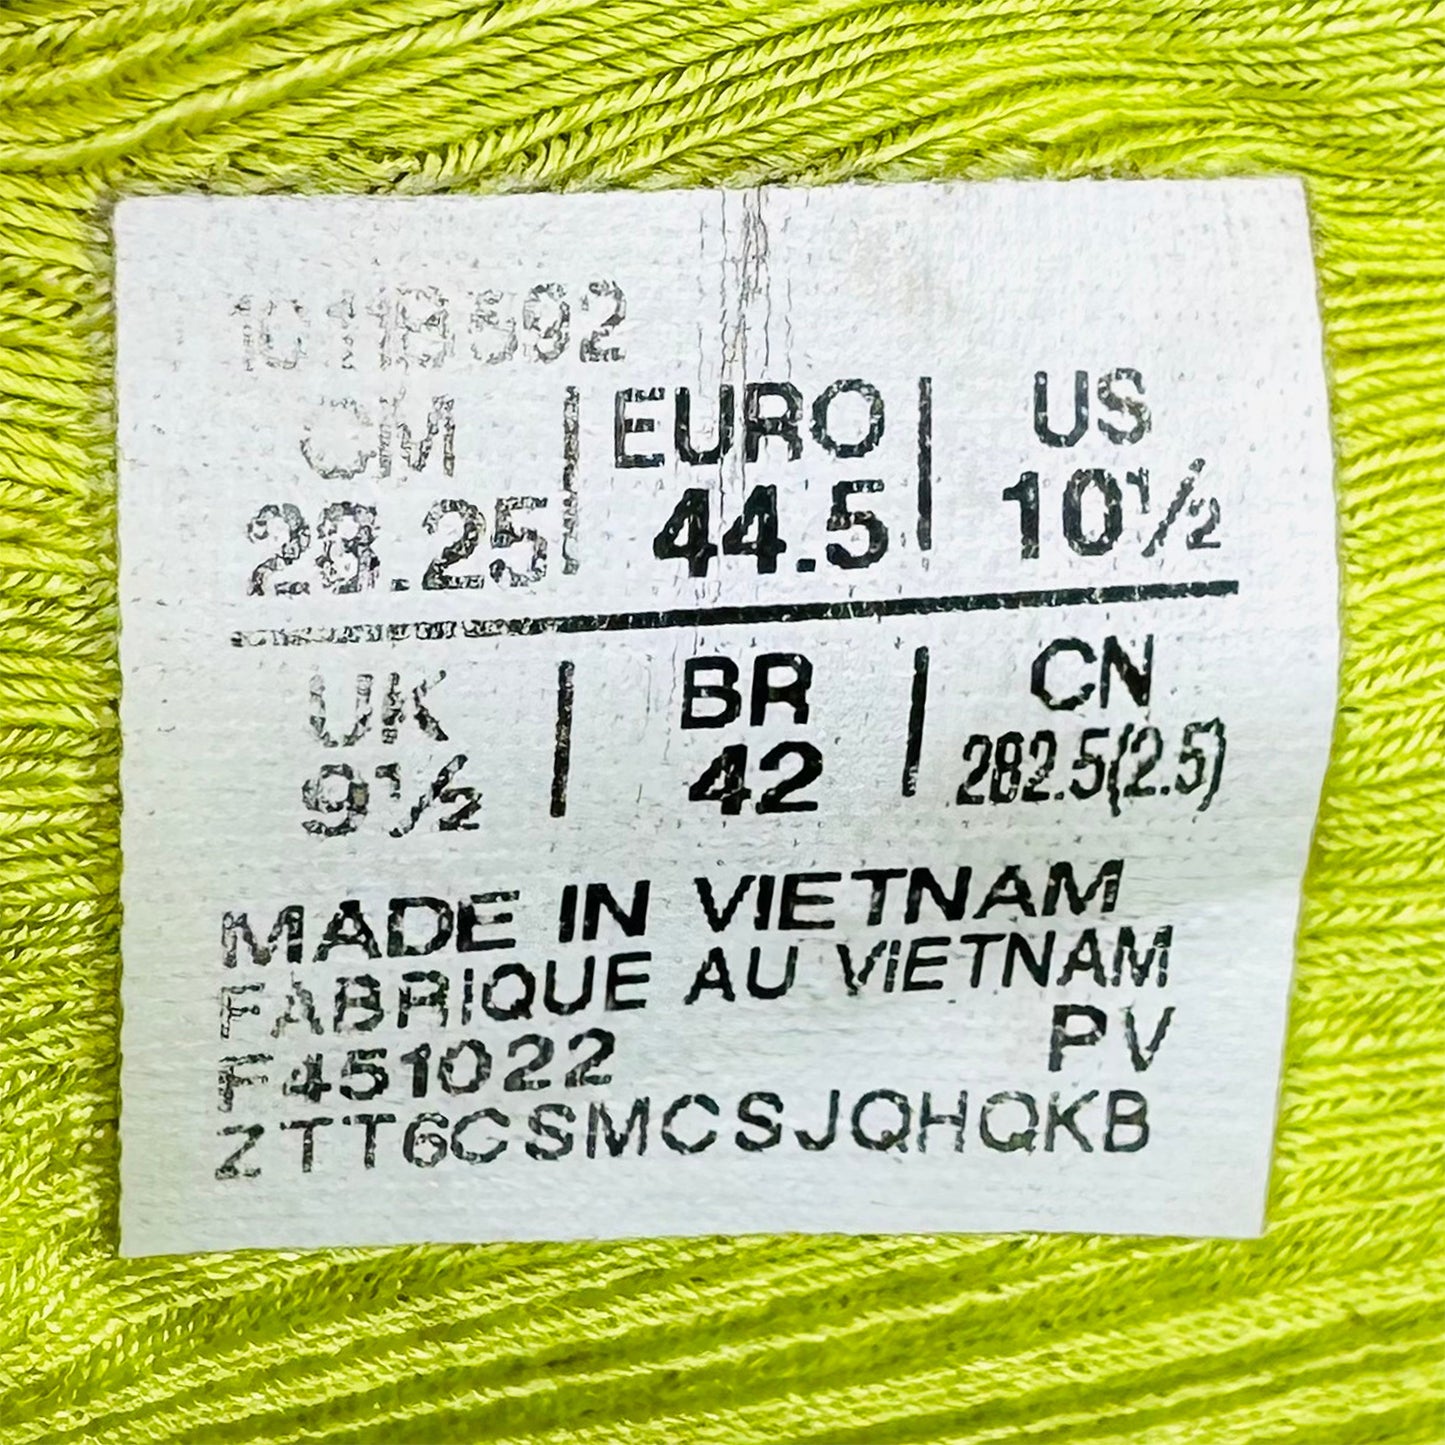 1011B592
CM | EURO | US
28.25 | 44.5 | 10½
UK | BR | CN
9½ | 42 | 282.5(2.5)
MADE IN VIETNAM
FABRIQUE AU VIETNAM
F451022 PV
ZTT6CSMCSJQHQKB